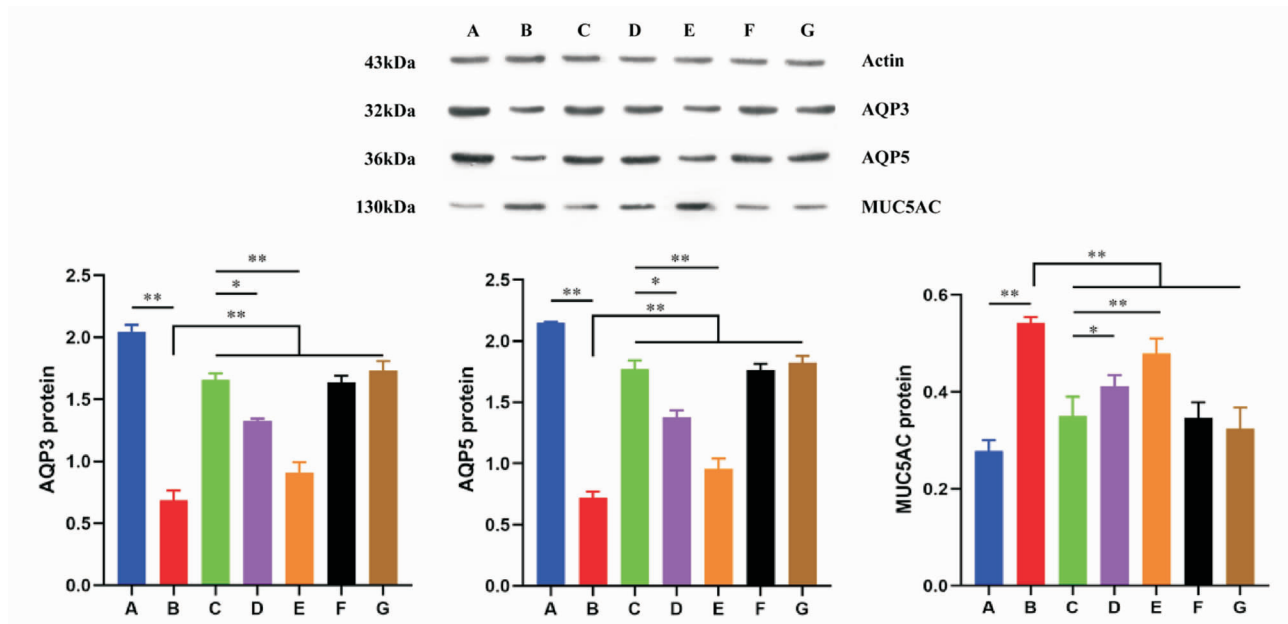 A B C D E F G
43kDa Actin
32kDa AQP3
36kDa AQP5
130kDa MUC5AC
AQP3 protein
2.5
2.0
1.5
1.0
0.5
0.0
**
**
*
**
A B C D E F G
AQP5 protein
2.5
2.0
1.5
1.0
0.5
0.0
**
**
*
**
A B C D E F G
MUC5AC protein
0.6
0.4
0.2
0.0
**
**
**
*
A B C D E F G